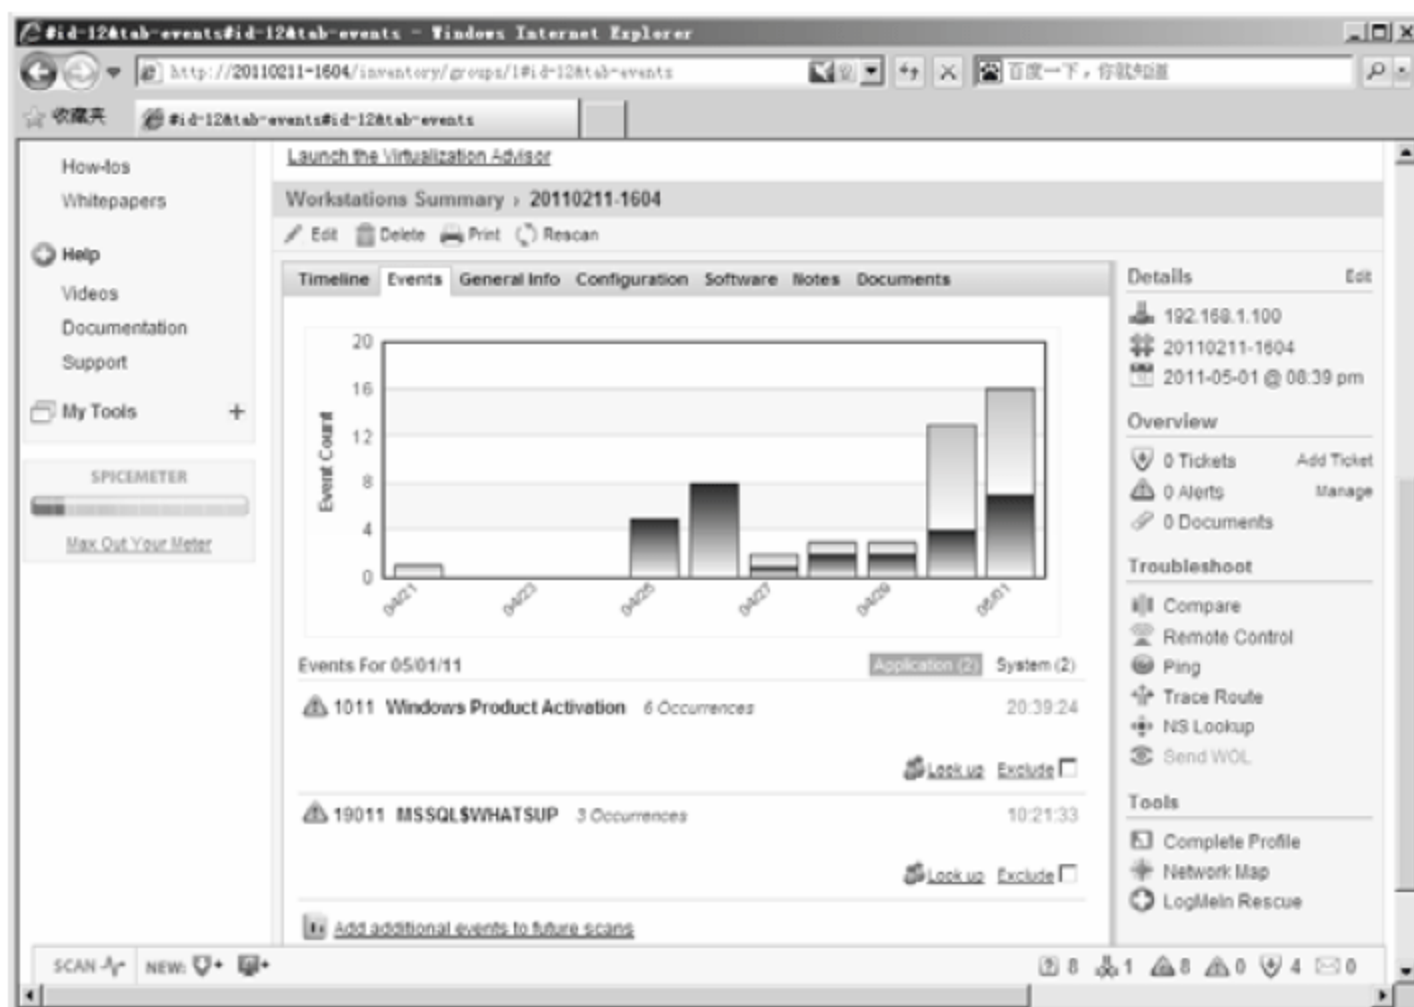 #id-12&tab-events#id-12&tab-events - Windows Internet Explorer
http://20110211-1604/inventory/groups/1#id-12&tab-events
百度一下，你就知道
收藏夹
#id-12&tab-events#id-12&tab-events
How-tos
Whitepapers
Help
Videos
Documentation
Support
My Tools +
SPICEMETER
Max Out Your Meter
Launch the Virtualization Advisor
Workstations Summary › 20110211-1604
Edit Delete Print Rescan
Timeline Events General Info Configuration Software Notes Documents
Event Count
20
16
12
8
4
0
04/21 04/23 04/25 04/27 04/29 05/01
Events For 05/01/11 Application (2) System (2)
1011 Windows Product Activation 6 Occurrences 20:39:24
Look up Exclude
19011 MSSQL$WHATSUP 3 Occurrences 10:21:33
Look up Exclude
Add additional events to future scans
Details Edit
192.168.1.100
20110211-1604
2011-05-01 @ 08:39 pm
Overview
0 Tickets Add Ticket
0 Alerts Manage
0 Documents
Troubleshoot
Compare
Remote Control
Ping
Trace Route
NS Lookup
Send WOL
Tools
Complete Profile
Network Map
LogMeIn Rescue
SCAN NEW: + +
8 1 8 0 4 0